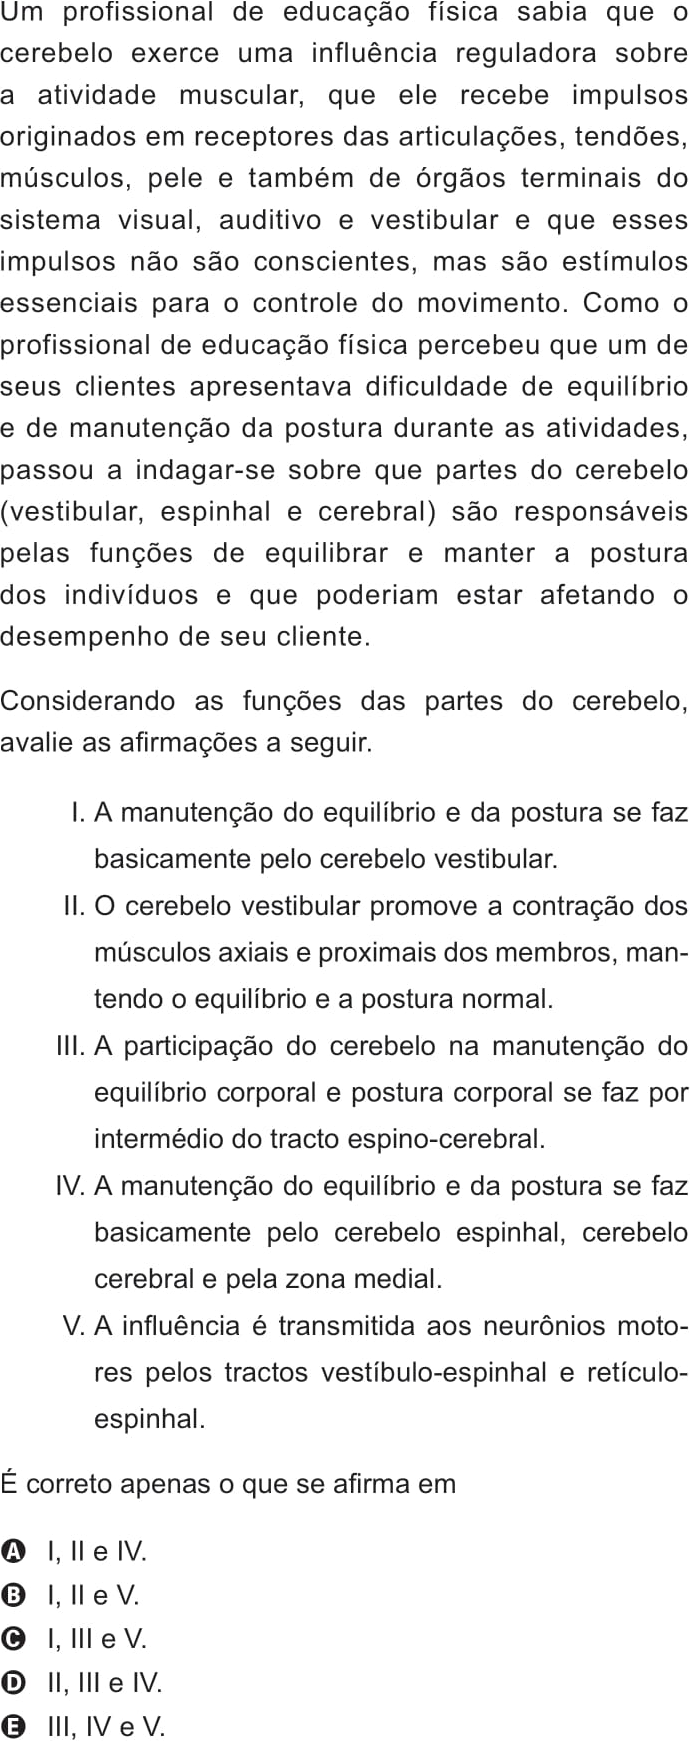 Um profissional de educação física sabia que o
cerebelo exerce uma influência reguladora sobre
a atividade muscular, que ele recebe impulsos
originados em receptores das articulações, tendões,
músculos, pele e também de órgãos terminais do
sistema visual, auditivo e vestibular e que esses
impulsos não são conscientes, mas são estímulos
essenciais para o controle do movimento. Como o
profissional de educação física percebeu que um de
seus clientes apresentava dificuldade de equilíbrio
e de manutenção da postura durante as atividades,
passou a indagar-se sobre que partes do cerebelo
(vestibular, espinhal e cerebral) são responsáveis
pelas funções de equilibrar e manter a postura
dos indivíduos e que poderiam estar afetando o
desempenho de seu cliente.
Considerando as funções das partes do cerebelo,
avalie as afirmações a seguir.
I. A manutenção do equilíbrio e da postura se faz
basicamente pelo cerebelo vestibular.
II. O cerebelo vestibular promove a contração dos
músculos axiais e proximais dos membros, man-
tendo o equilíbrio e a postura normal.
III. A participação do cerebelo na manutenção do
equilíbrio corporal e postura corporal se faz por
intermédio do tracto espino-cerebral.
IV. A manutenção do equilíbrio e da postura se faz
basicamente pelo cerebelo espinhal, cerebelo
cerebral e pela zona medial.
V. A influência é transmitida aos neurônios moto-
res pelos tractos vestíbulo-espinhal e retículo-
espinhal.
É correto apenas o que se afirma em
A I, II e IV.
B I, II e V.
C I, III e V.
D II, III e IV.
E III, IV e V.